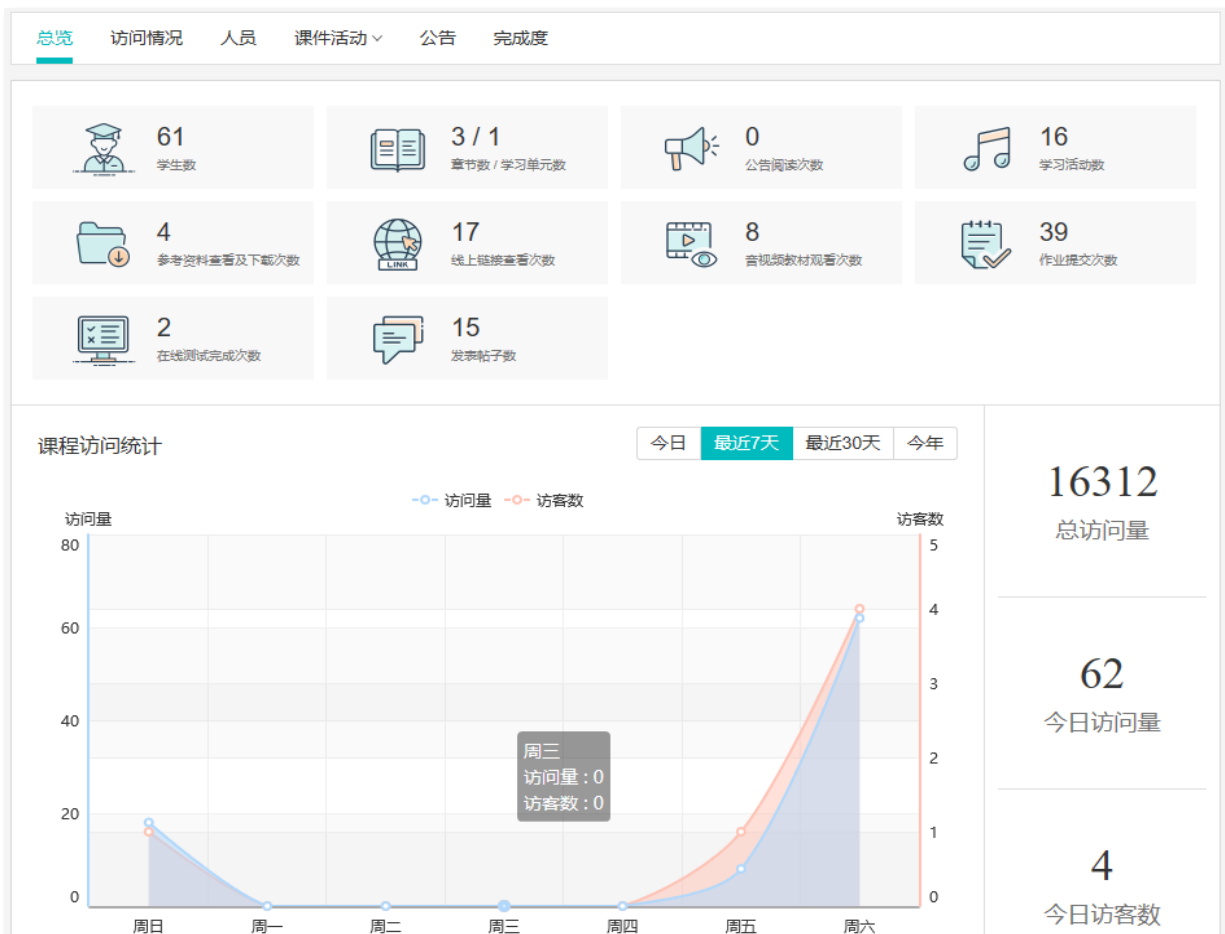 总览 访问情况 人员 课件活动 公告 完成度
61
学生数
3 / 1
章节数 / 学习单元数
0
公告阅读次数
16
学习活动数
4
参考资料查看及下载次数
LINK
17
线上链接查看次数
8
音视频教材观看次数
39
作业提交次数
2
在线测试完成次数
15
发表帖子数
课程访问统计
今日 最近7天 最近30天 今年
访问量 访客数
访问量 访客数
80 5
4
60
3
40
2
20
1
0 0
周三
访问量 : 0
访客数 : 0
周日 周一 周二 周三 周四 周五 周六
16312
总访问量
62
今日访问量
4
今日访客数